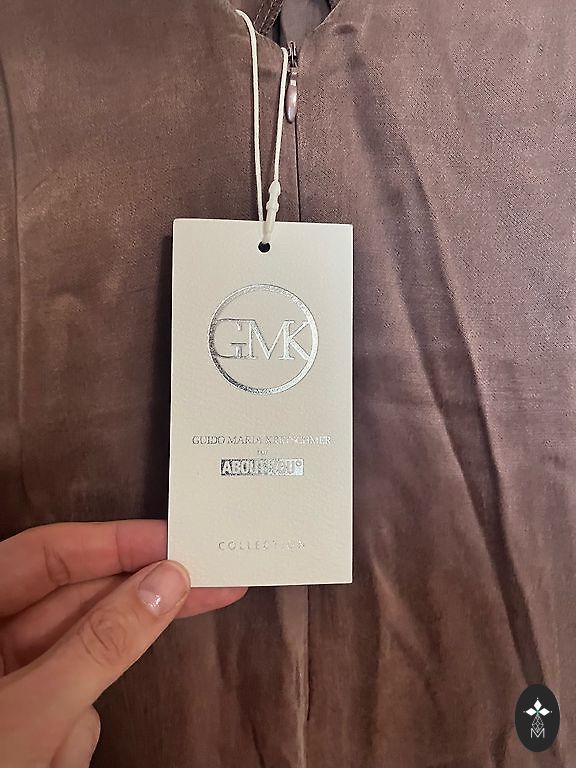 GMK
GUIDO MARIA KRETSCHMER
FOR
ABOUT YOU°
COLLECTION
M